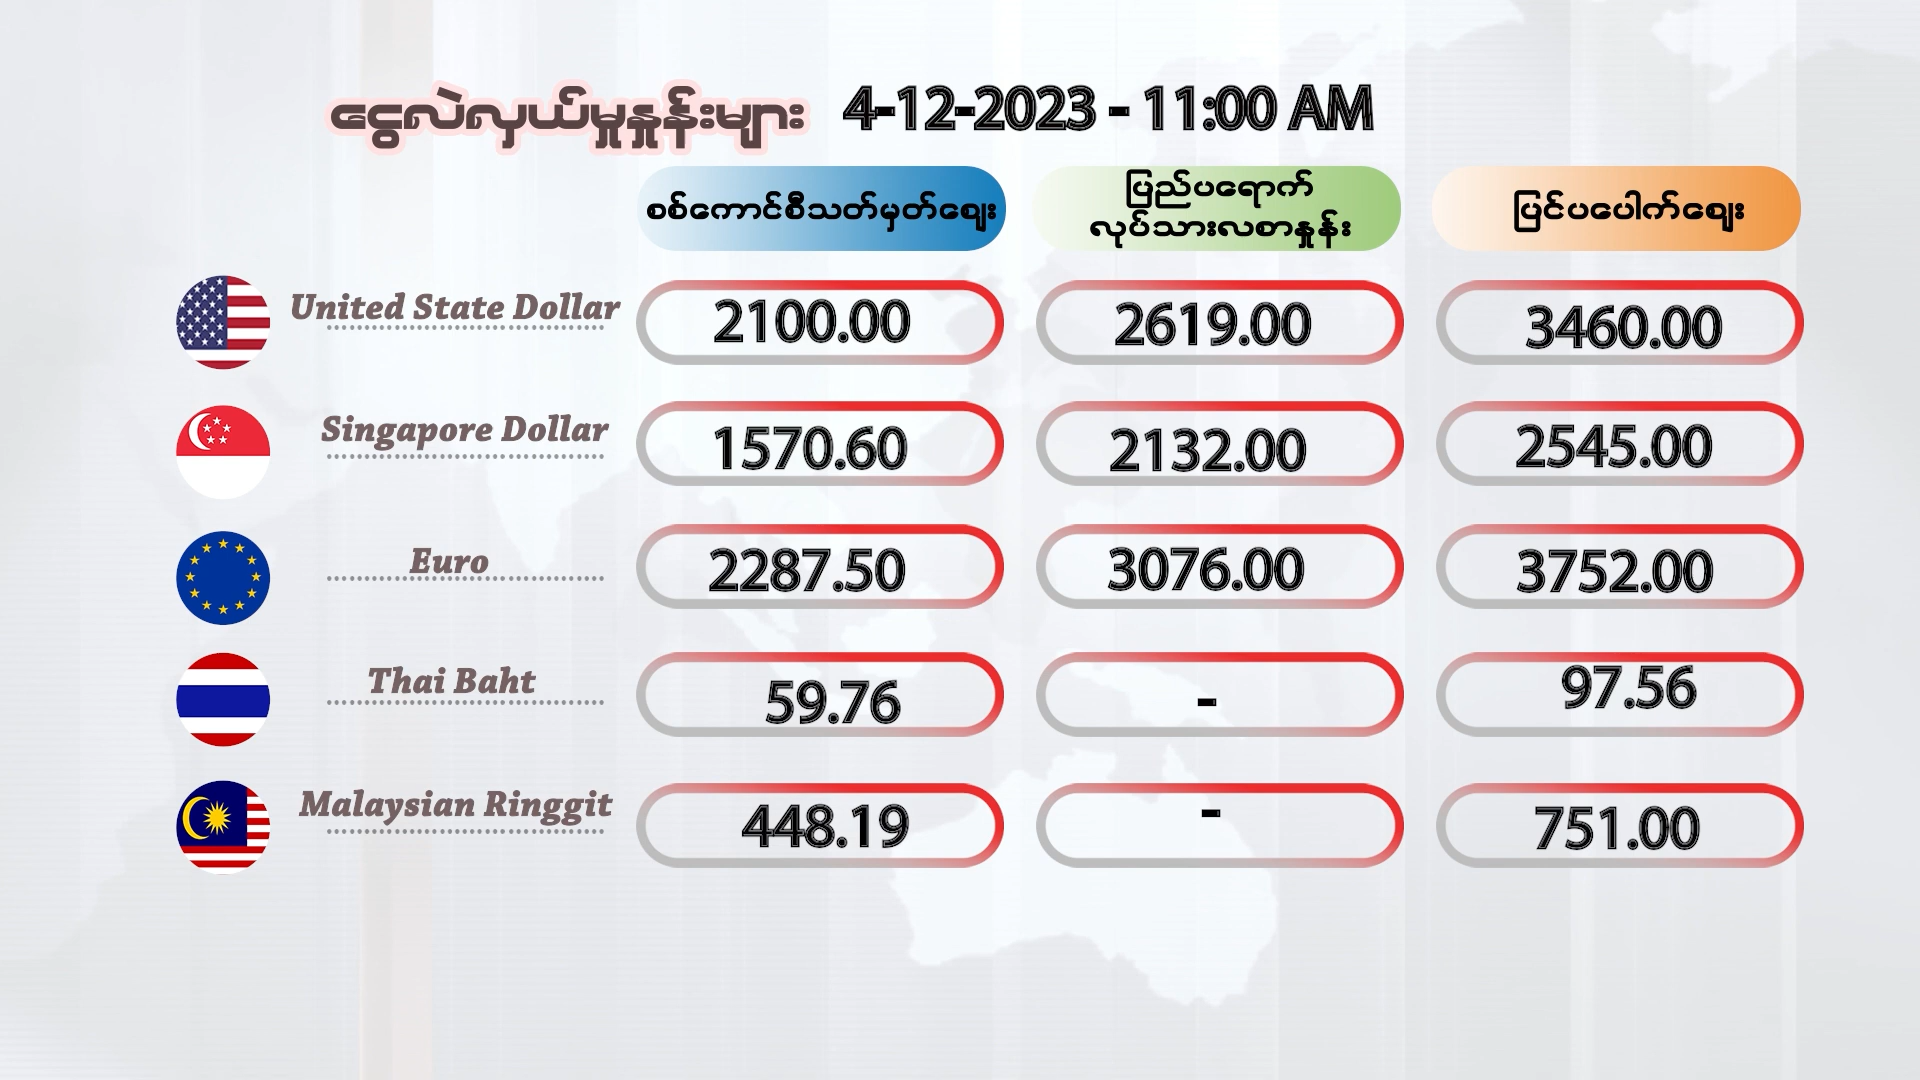 ငွေလဲလှယ်မှုနှုန်းများ 4-12-2023 - 11:00 AM
စစ်ကောင်စီသတ်မှတ်ဈေး
ပြည်ပရောက်
လုပ်သားလစာနှုန်း
ပြင်ပပေါက်ဈေး
United State Dollar 2100.00 2619.00 3460.00
Singapore Dollar 1570.60 2132.00 2545.00
Euro 2287.50 3076.00 3752.00
Thai Baht 59.76 - 97.56
Malaysian Ringgit 448.19 - 751.00